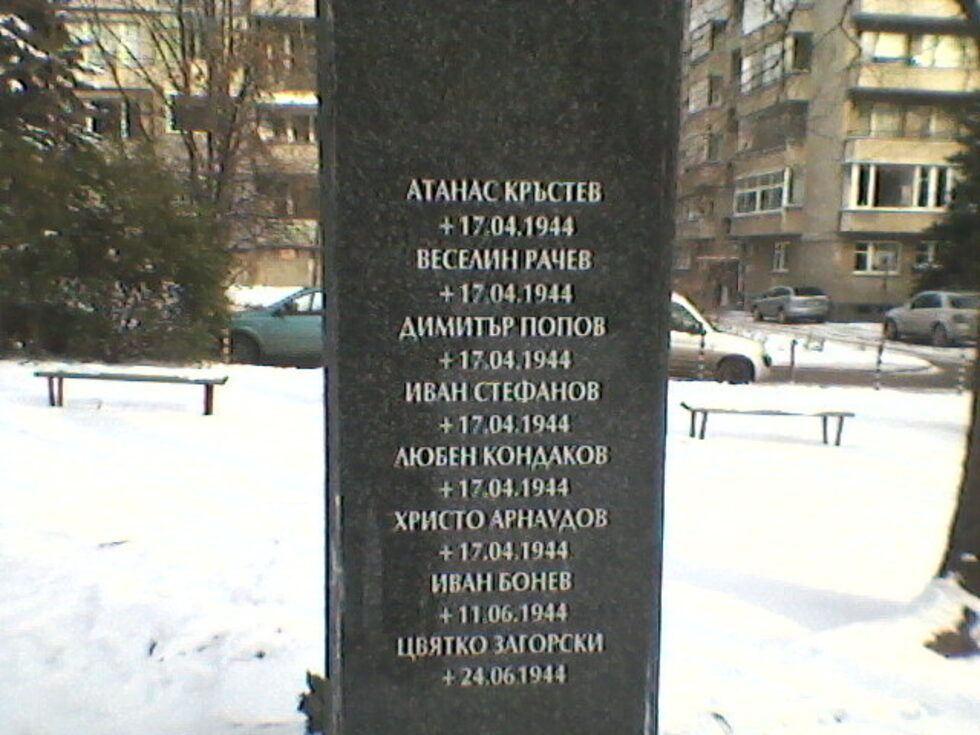 АТАНАС КРЪСТЕВ
+ 17.04.1944
ВЕСЕЛИН РАЧЕВ
+ 17.04.1944
ДИМИТЪР ПОПОВ
+ 17.04.1944
ИВАН СТЕФАНОВ
+ 17.04.1944
ЛЮБЕН КОНДАКОВ
+ 17.04.1944
ХРИСТО АРНАУДОВ
+ 17.04.1944
ИВАН БОНЕВ
+ 11.06.1944
ЦВЯТКО ЗАГОРСКИ
+ 24.06.1944